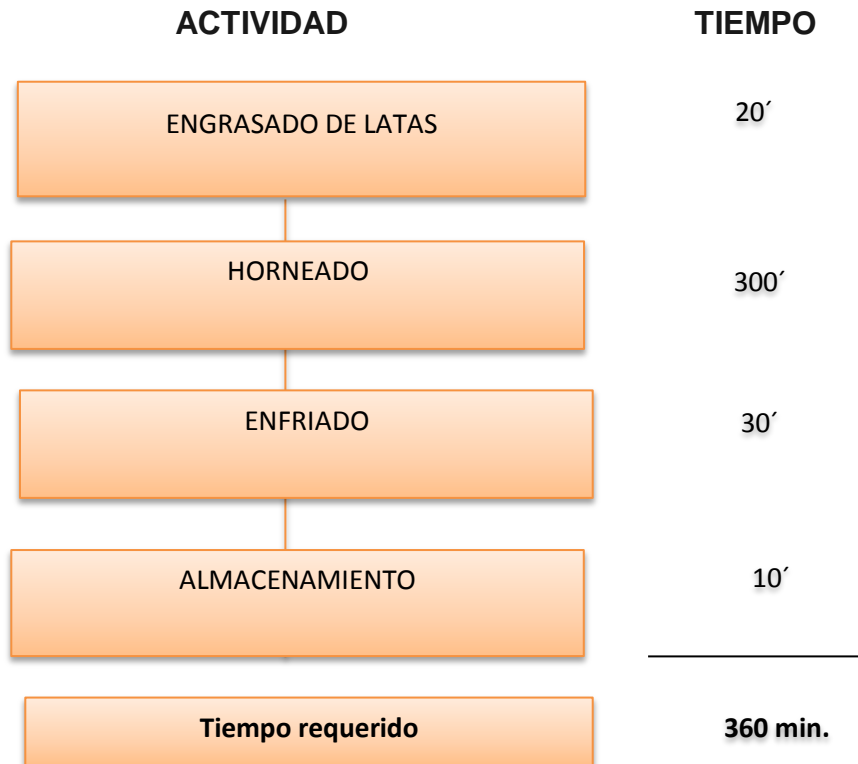 ACTIVIDAD TIEMPO
ENGRASADO DE LATAS 20´
HORNEADO 300´
ENFRIADO 30´
ALMACENAMIENTO 10´
Tiempo requerido 360 min.